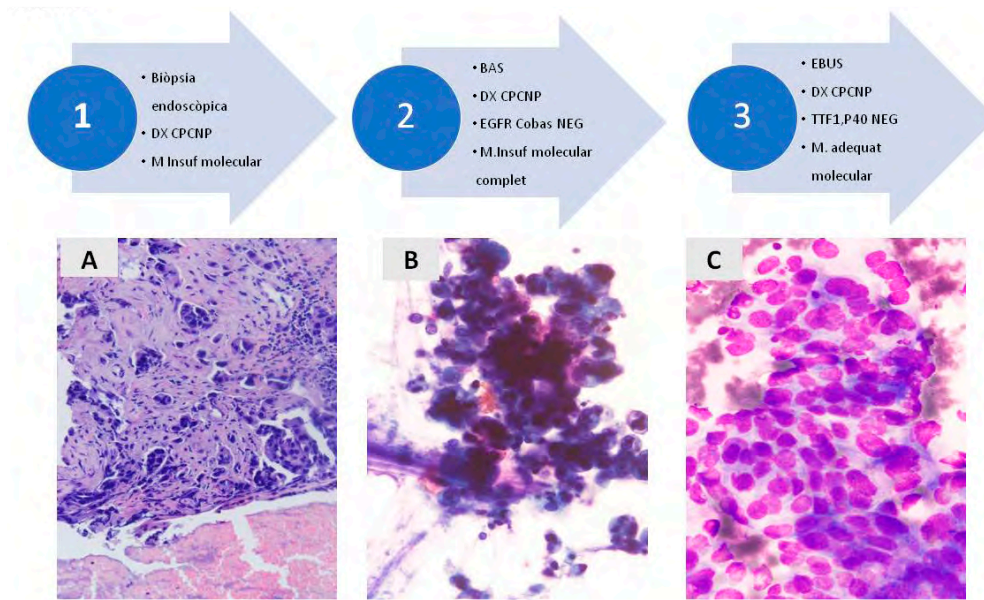 1
• Biòpsia
endoscòpica
• DX CPCNP
• M Insuf molecular
2
• BAS
• DX CPCNP
• EGFR Cobas NEG
• M.Insuf molecular
complet
3
• EBUS
• DX CPCNP
• TTF1,P40 NEG
• M. adequat
molecular
A
B
C